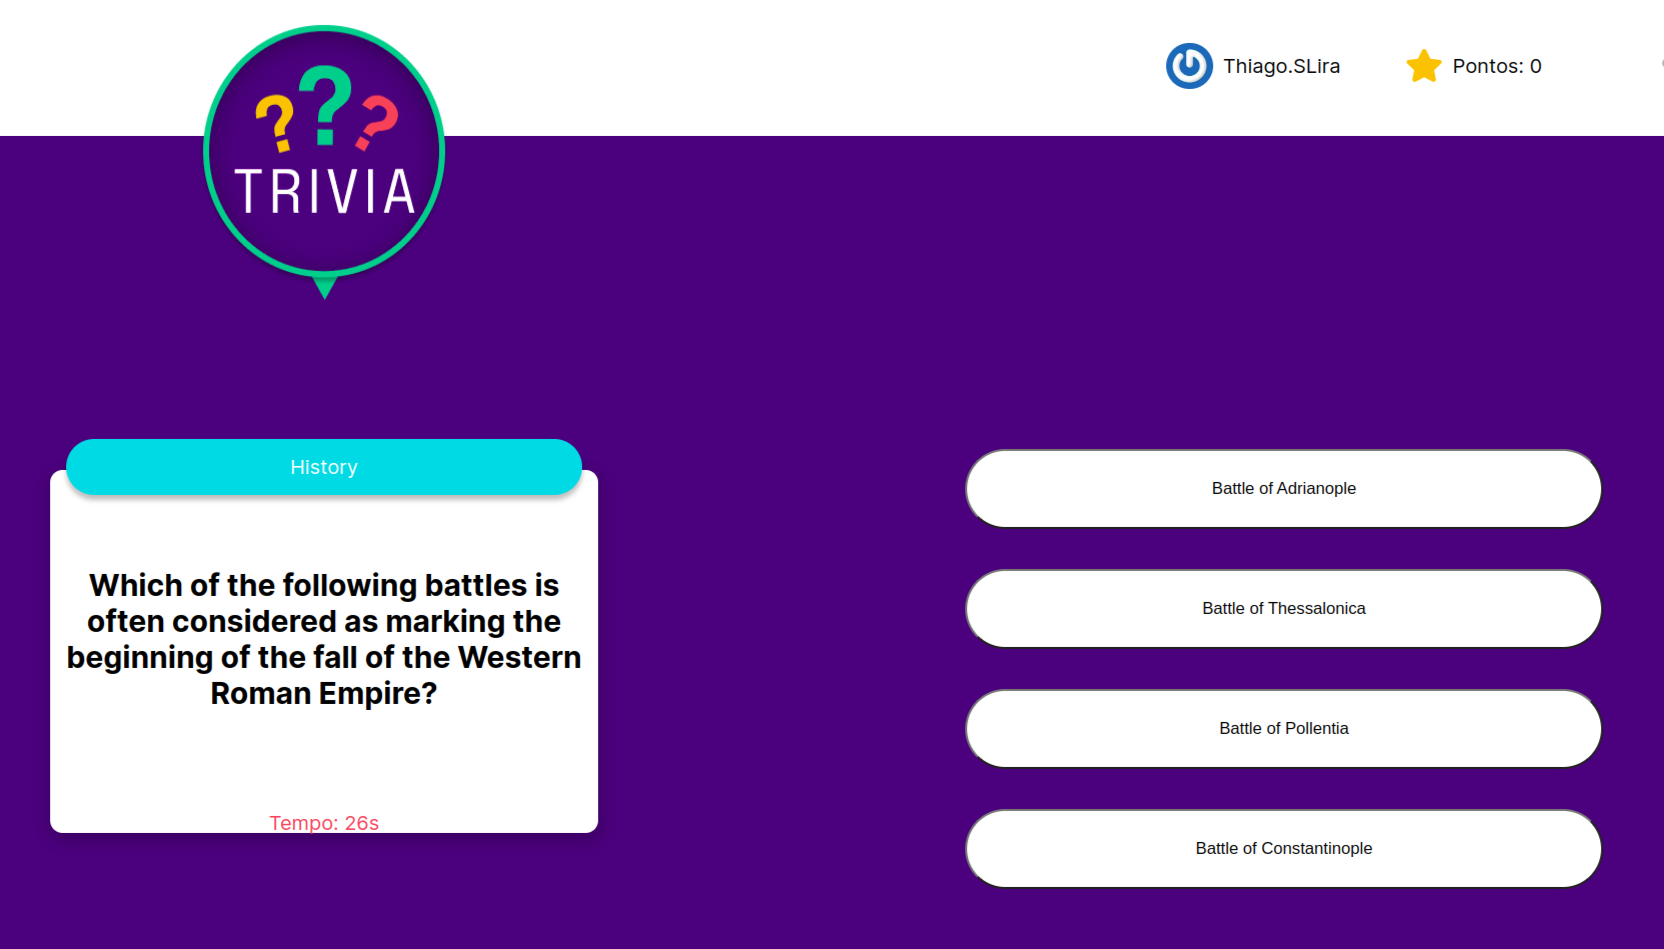 Thiago.SLira
Pontos: 0
???
TRIVIA
History
Which of the following battles is
often considered as marking the
beginning of the fall of the Western
Roman Empire?
Tempo: 26s
Battle of Adrianople
Battle of Thessalonica
Battle of Pollentia
Battle of Constantinople